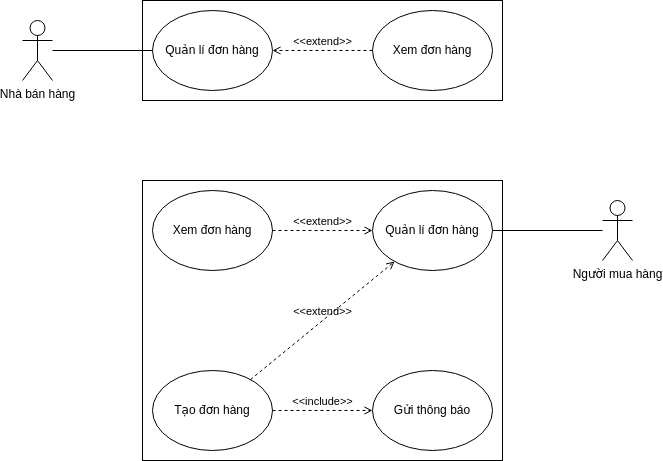 Quản lí đơn hàng
<<extend>>
Xem đơn hàng
Nhà bán hàng
Xem đơn hàng
<<extend>>
Quản lí đơn hàng
Người mua hàng
<<extend>>
Tạo đơn hàng
<<include>>
Gửi thông báo